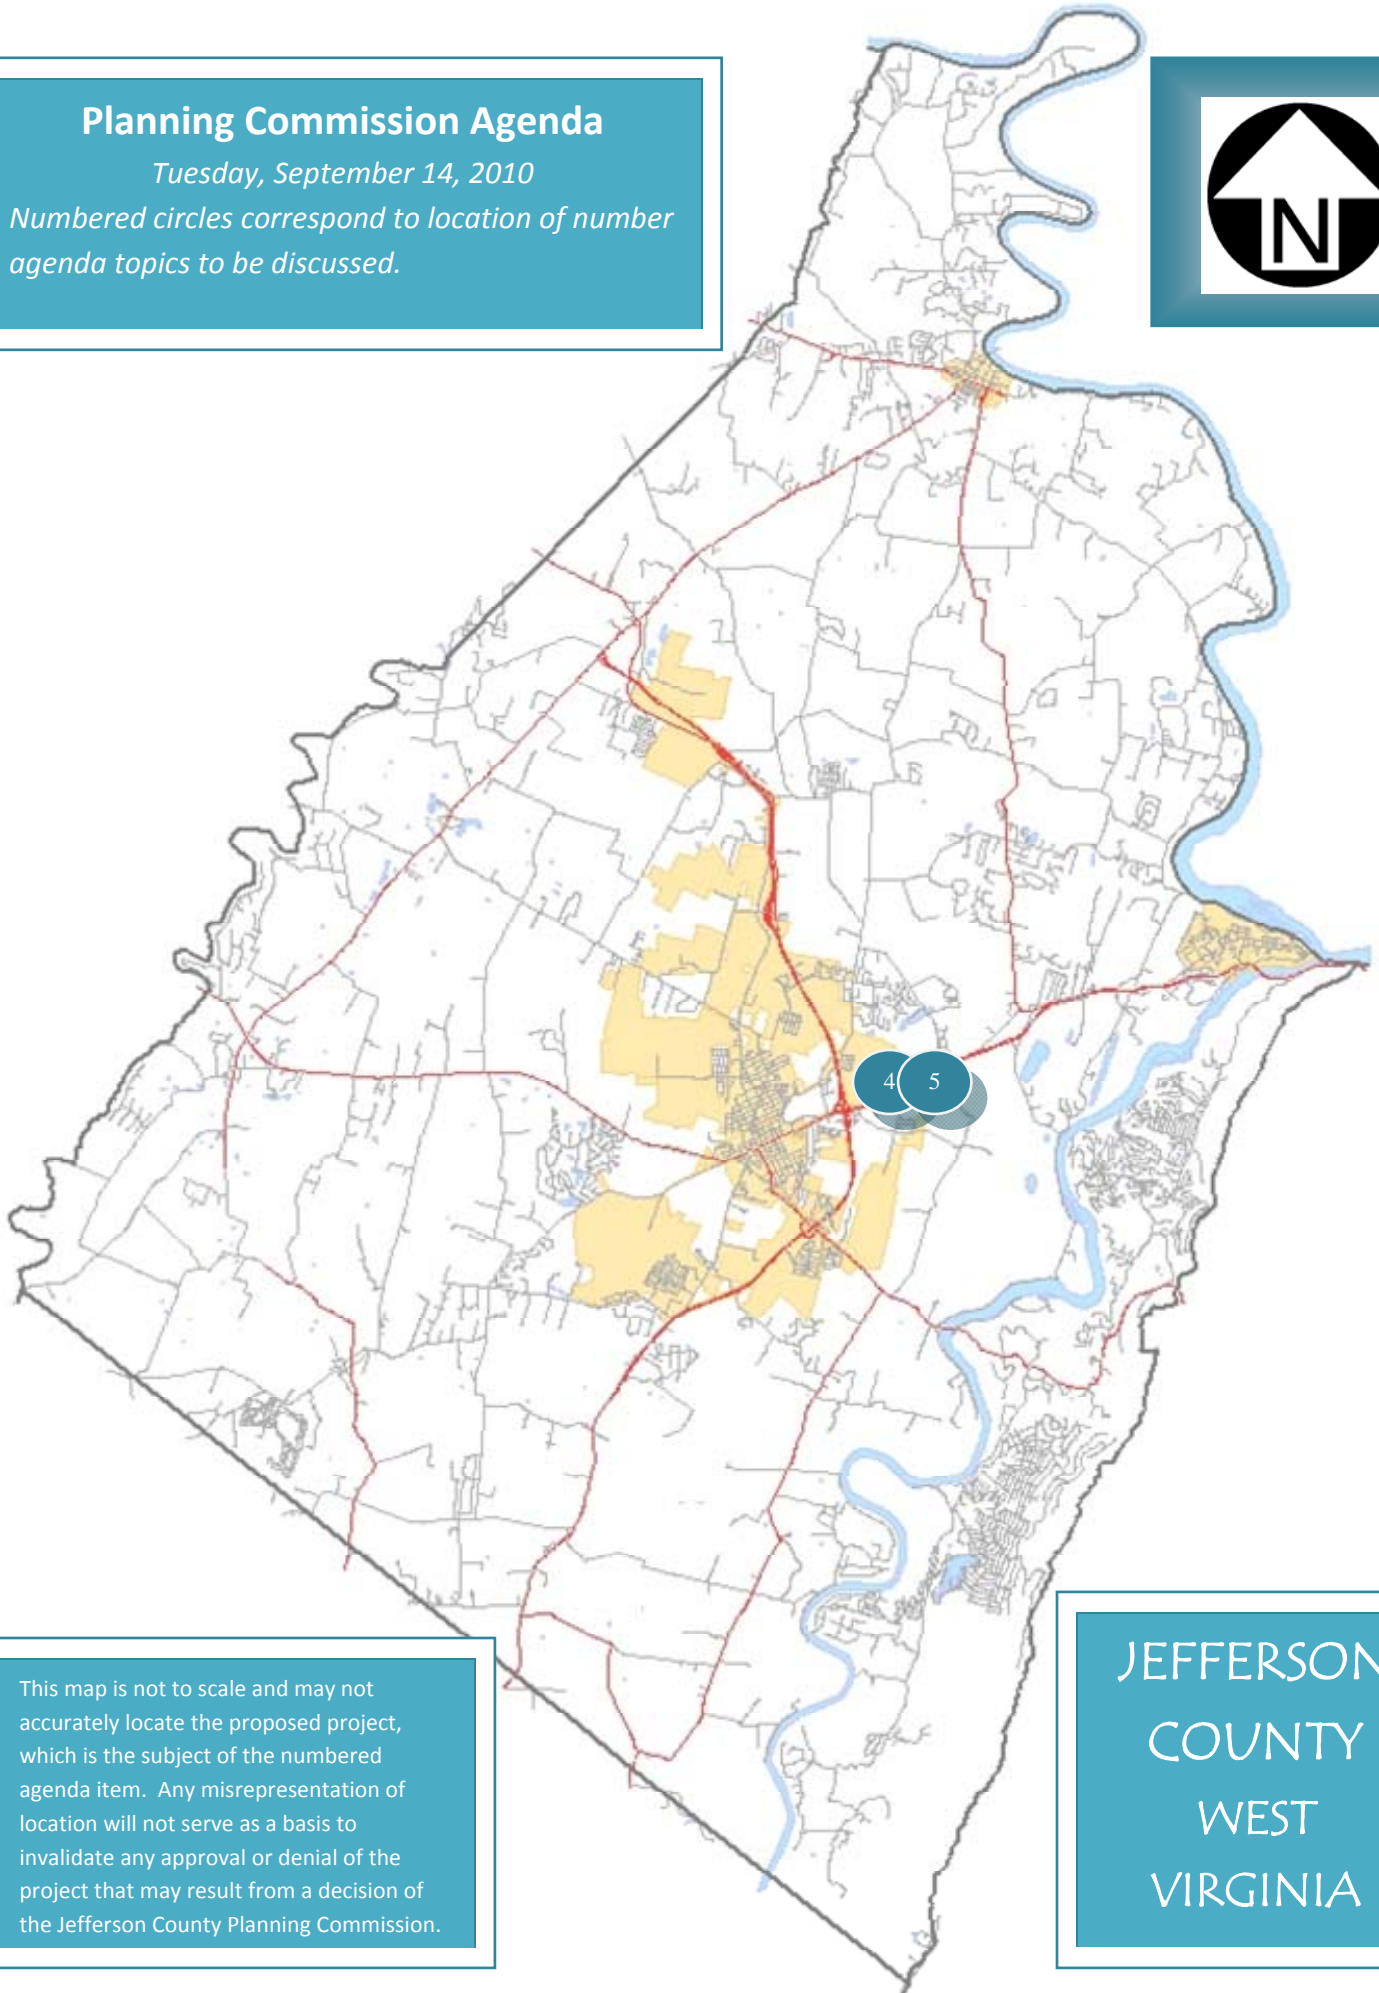 Planning Commission Agenda
Tuesday, September 14, 2010
Numbered circles correspond to location of number
agenda topics to be discussed.
N
4
5
This map is not to scale and may not
accurately locate the proposed project,
which is the subject of the numbered
agenda item. Any misrepresentation of
location will not serve as a basis to
invalidate any approval or denial of the
project that may result from a decision of
the Jefferson County Planning Commission.
JEFFERSON
COUNTY
WEST
VIRGINIA